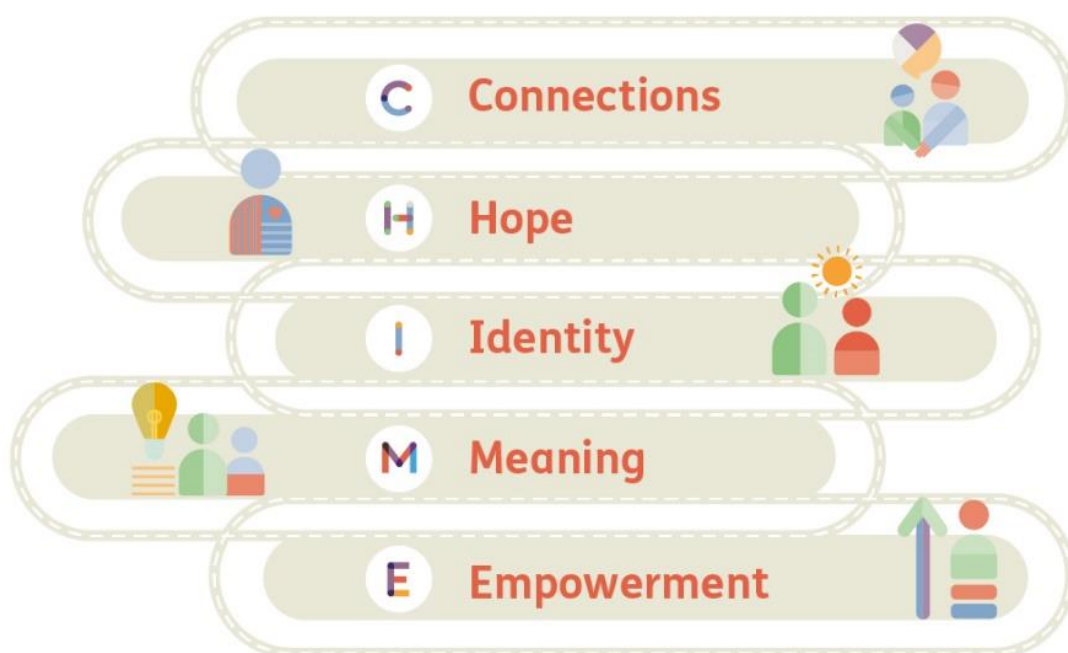 C Connections
H Hope
I Identity
M Meaning
E Empowerment